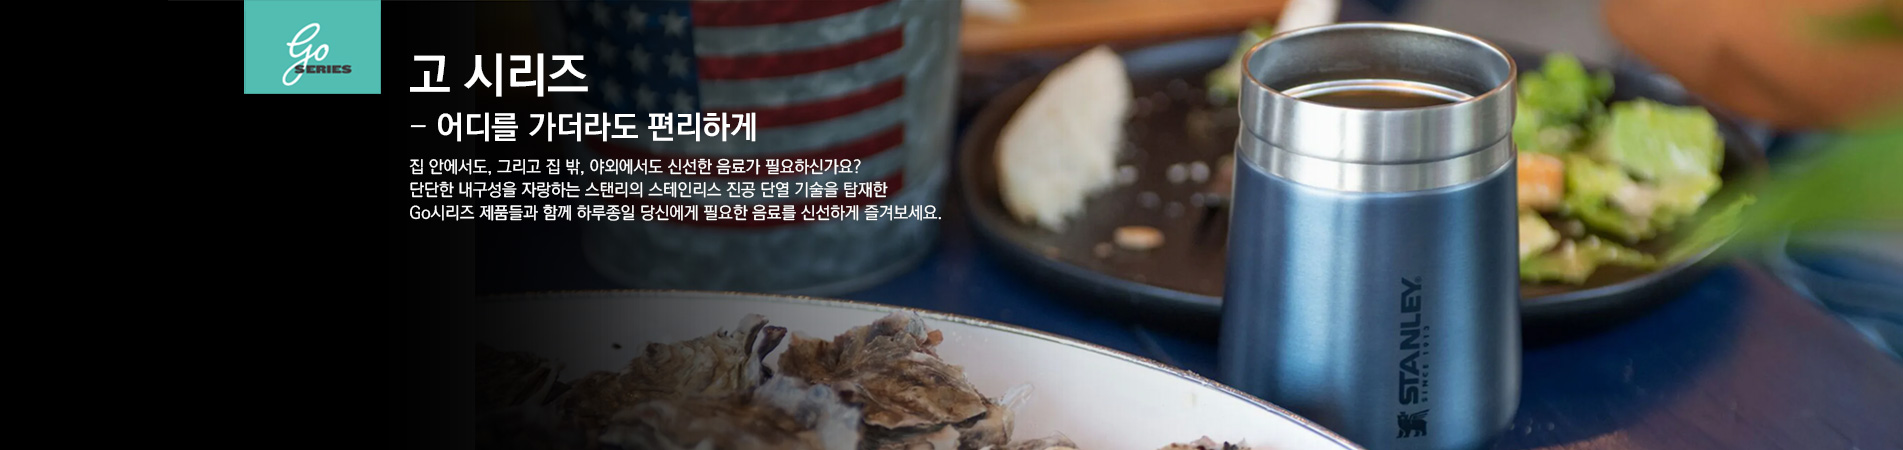 Go
SERIES
고 시리즈
- 어디를 가더라도 편리하게
집 안에서도, 그리고 집 밖, 야외에서도 신선한 음료가 필요하신가요?
단단한 내구성을 자랑하는 스탠리의 스테인리스 진공 단열 기술을 탑재한
Go시리즈 제품들과 함께 하루종일 당신에게 필요한 음료를 신선하게 즐겨보세요.
STANLEY
SINCE 1913